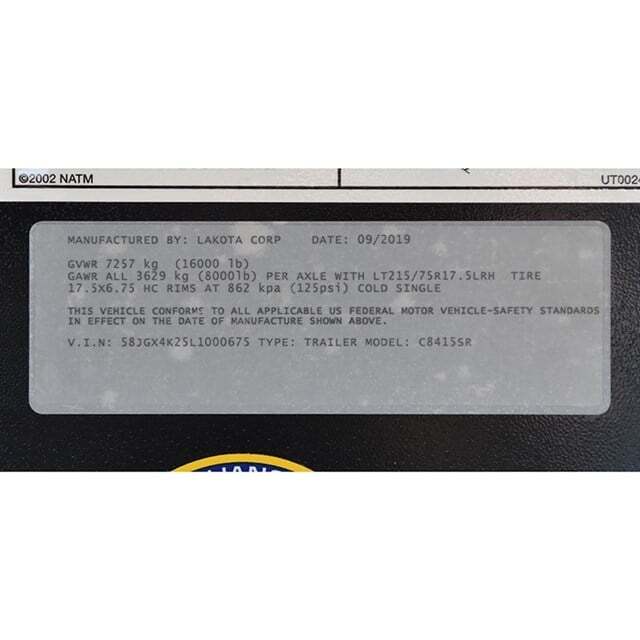 ©2002 NATM
UT002
MANUFACTURED BY: LAKOTA CORP DATE: 09/2019
GVWR 7257 kg (16000 lb)
GAWR ALL 3629 kg (8000lb) PER AXLE WITH LT215/75R17.5LRH TIRE
17.5X6.75 HC RIMS AT 862 kpa (125psi) COLD SINGLE
THIS VEHICLE CONFORMS TO ALL APPLICABLE US FEDERAL MOTOR VEHICLE-SAFETY STANDARDS
IN EFFECT ON THE DATE OF MANUFACTURE SHOWN ABOVE.
V.I.N: 58JGX4K25L1000675 TYPE: TRAILER MODEL: C8415SR